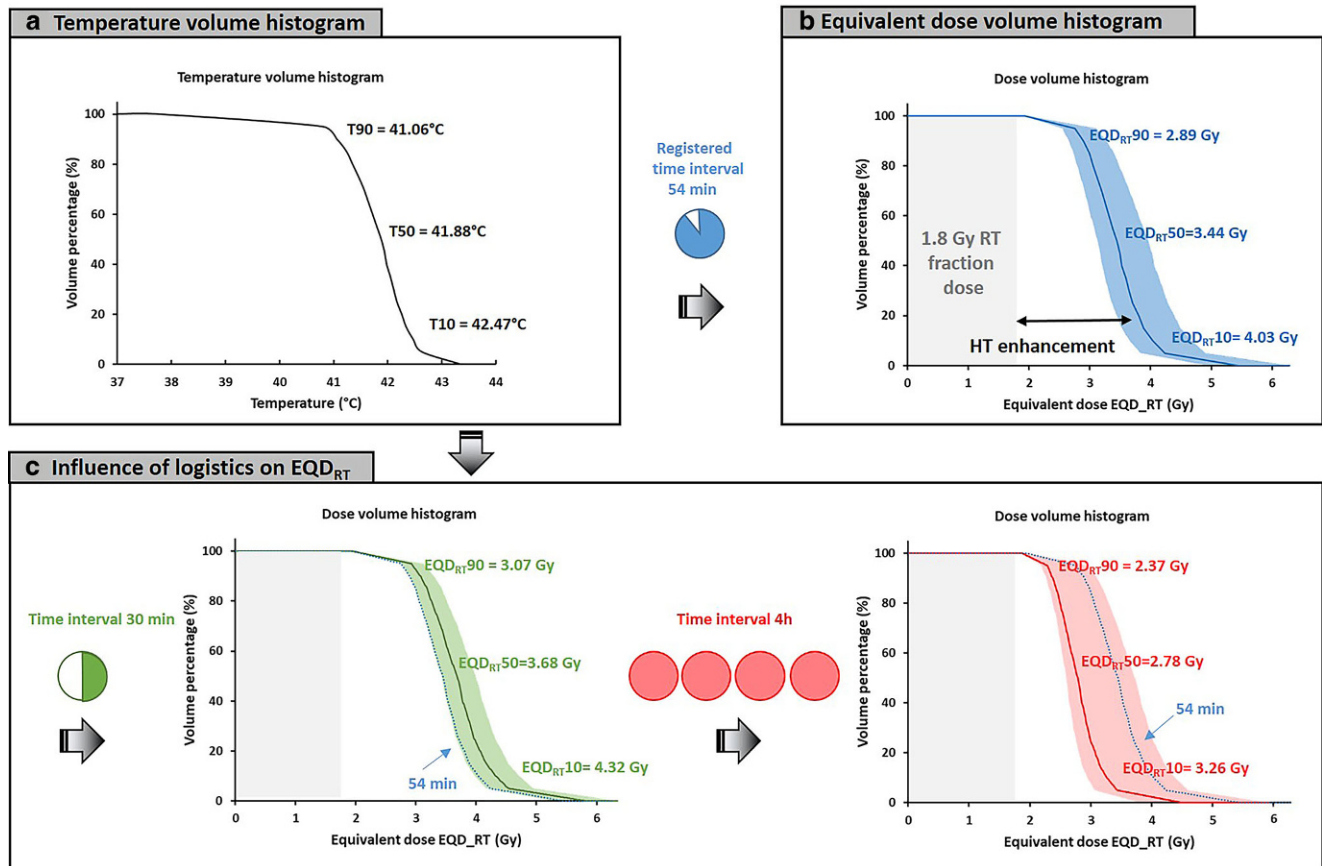 a Temperature volume histogram
Temperature volume histogram
Volume percentage (%)
100
80
60
40
20
0
T90 = 41.06°C
T50 = 41.88°C
T10 = 42.47°C
37 38 39 40 41 42 43 44
Temperature (°C)
Registered
time interval
54 min
b Equivalent dose volume histogram
Dose volume histogram
Volume percentage (%)
100
80
60
40
20
0
EQDRT90 = 2.89 Gy
EQDRT50=3.44 Gy
EQDRT10= 4.03 Gy
1.8 Gy RT
fraction
dose
HT enhancement
0 1 2 3 4 5 6
Equivalent dose EQD_RT (Gy)
c Influence of logistics on EQDRT
Time interval 30 min
Dose volume histogram
Volume percentage (%)
100
80
60
40
20
0
EQDRT90 = 3.07 Gy
EQDRT50=3.68 Gy
EQDRT10= 4.32 Gy
54 min
0 1 2 3 4 5 6
Equivalent dose EQD_RT (Gy)
Time interval 4h
Dose volume histogram
Volume percentage (%)
100
80
60
40
20
0
EQDRT90 = 2.37 Gy
EQDRT50=2.78 Gy
54 min
EQDRT10= 3.26 Gy
0 1 2 3 4 5 6
Equivalent dose EQD_RT (Gy)